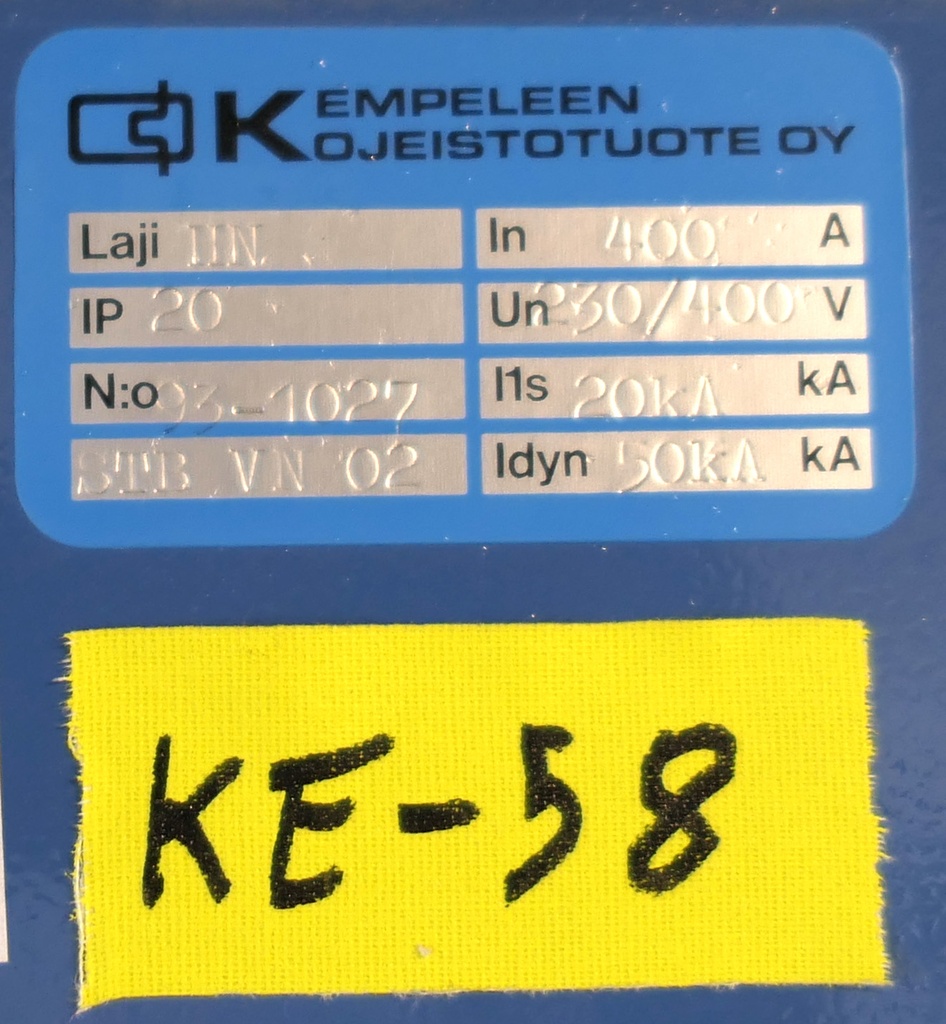 KEMPELEEN
KOJEISTOTUOTE OY
Laji IIN
In 400 A
IP 20
Un 230/400 V
N:o 93-1027
I1s 20kA kA
STB VN 02
Idyn 50kA kA
KE-58